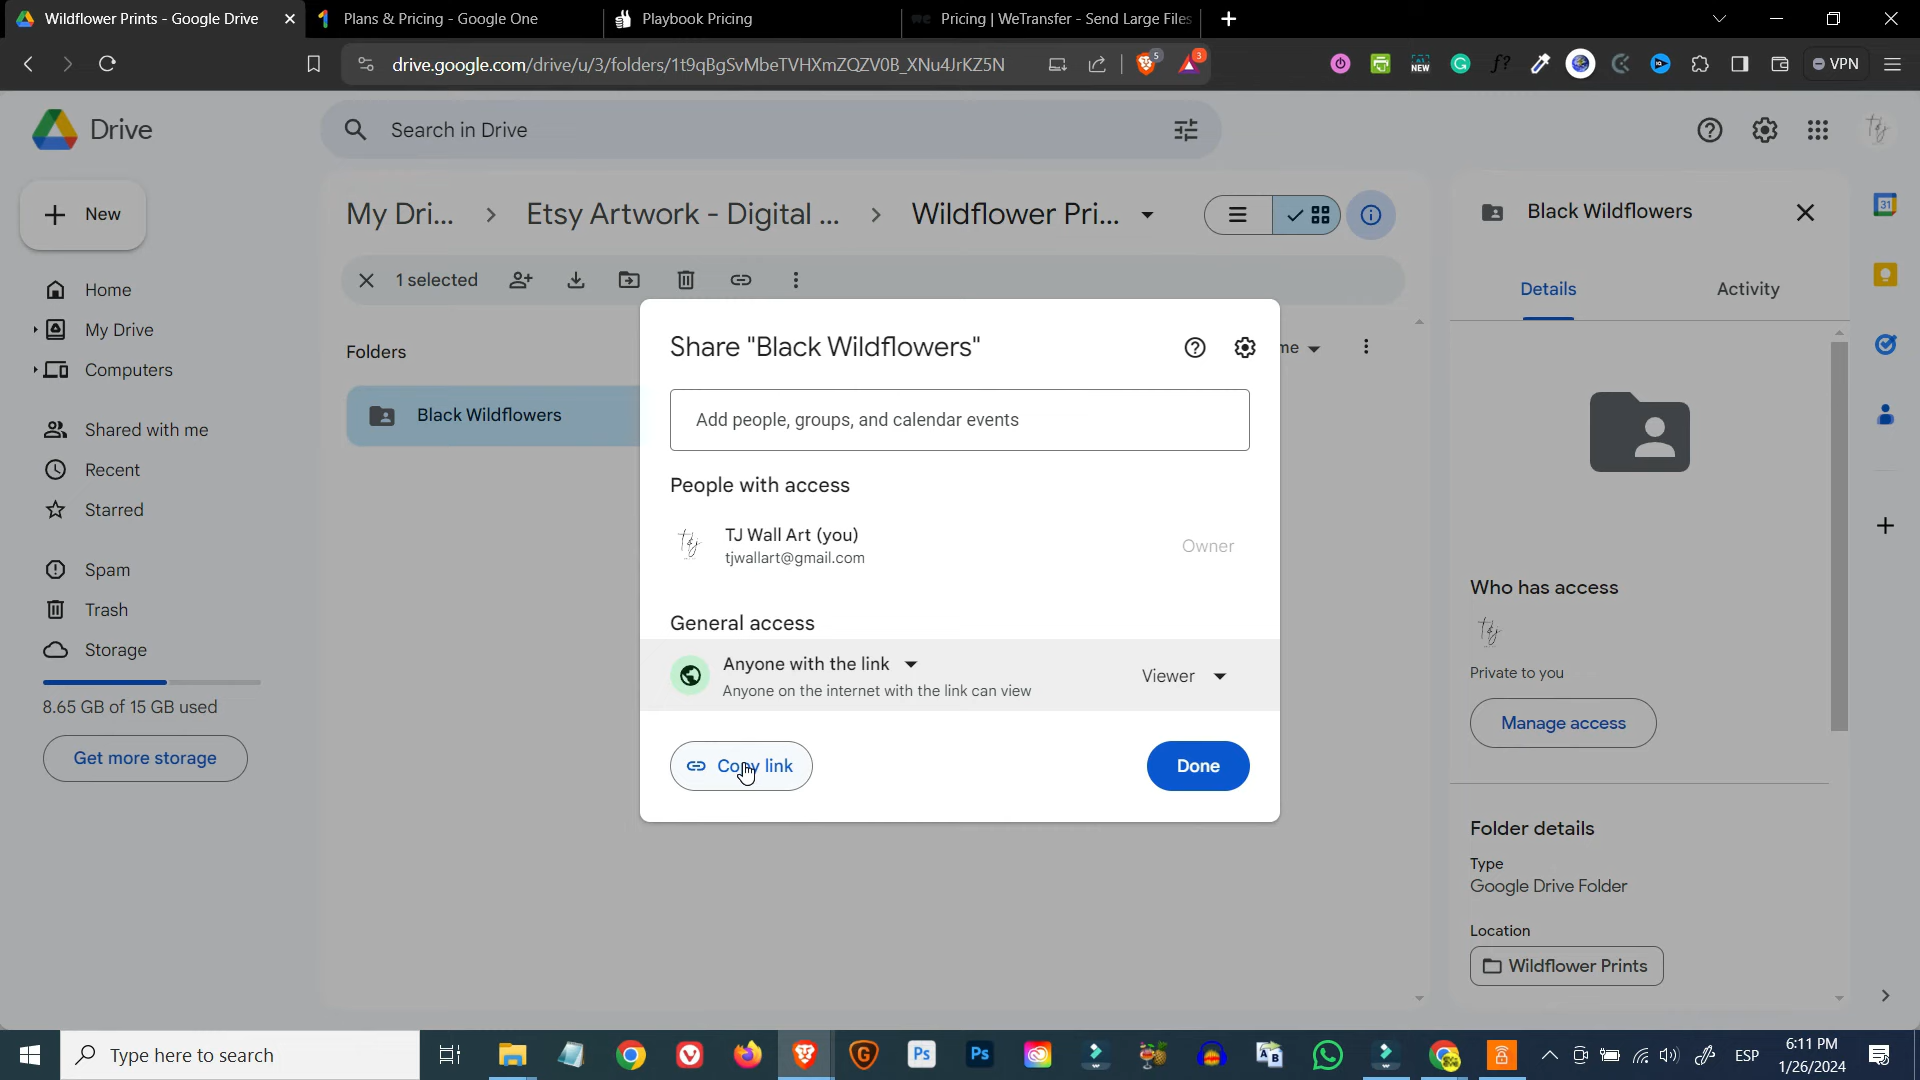 Wildflower Prints - Google Drive
Plans & Pricing - Google One
Playbook Pricing
Pricing | WeTransfer - Send Large Files
drive.google.com/drive/u/3/folders/1t9qBgSvMbeTVHXmZQZV0B_XNu4JrKZ5N
5
3
NEW
f?
VPN
Drive
Search in Drive
New
My Dri...
Etsy Artwork - Digital ...
Wildflower Pri...
Black Wildflowers
31
1 selected
Home
My Drive
Computers
Shared with me
Recent
Starred
Spam
Trash
Storage
8.65 GB of 15 GB used
Get more storage
Folders
Black Wildflowers
me
Share "Black Wildflowers"
Add people, groups, and calendar events
People with access
TJ Wall Art (you)
tjwallart@gmail.com
Owner
General access
Anyone with the link
Anyone on the internet with the link can view
Viewer
Copy link
Done
Details
Activity
Who has access
Private to you
Manage access
Folder details
Type
Google Drive Folder
Location
Wildflower Prints
Type here to search
Ps
Ps
ESP
6:11 PM
1/26/2024